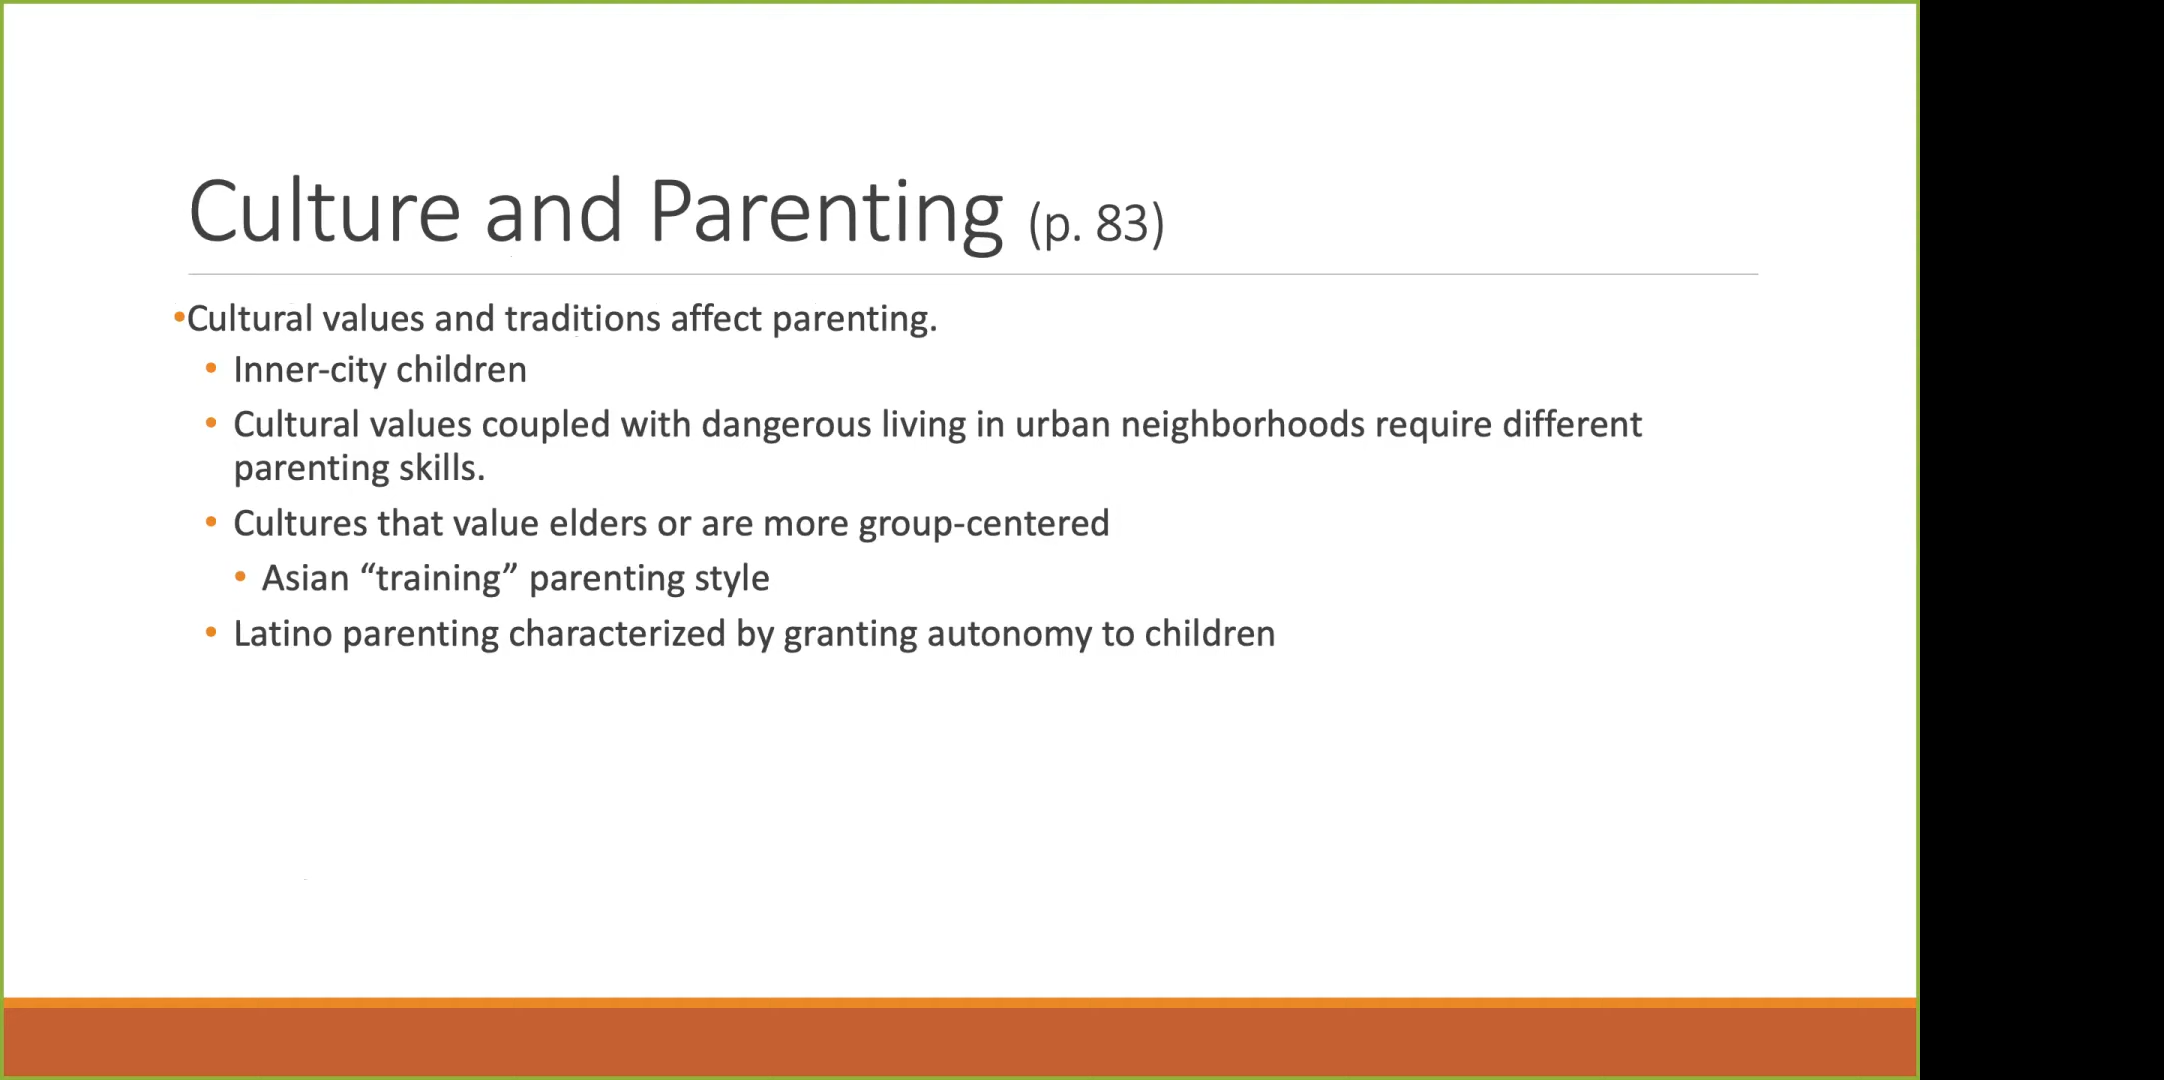 Culture and Parenting (p. 83)
•Cultural values and traditions affect parenting.
• Inner-city children
• Cultural values coupled with dangerous living in urban neighborhoods require different
parenting skills.
• Cultures that value elders or are more group-centered
• Asian “training” parenting style
• Latino parenting characterized by granting autonomy to children